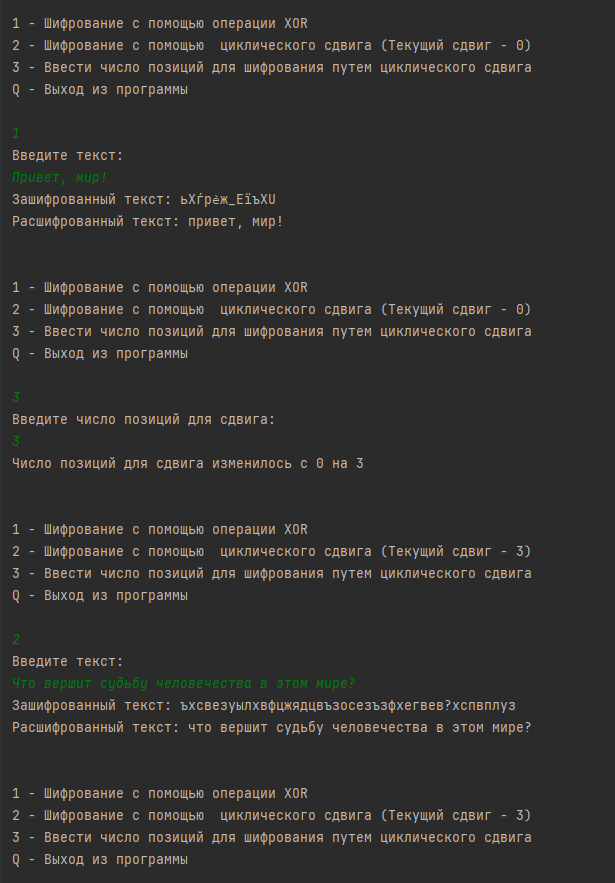 1 - Шифрование с помощью операции XOR
2 - Шифрование с помощью  циклического сдвига (Текущий сдвиг - 0)
3 - Ввести число позиций для шифрования путем циклического сдвига
Q - Выход из программы
1
Введите текст:
Привет, мир!
Зашифрованный текст: ьXѓрѐж_EїъXU
Расшифрованный текст: привет, мир!
1 - Шифрование с помощью операции XOR
2 - Шифрование с помощью  циклического сдвига (Текущий сдвиг - 0)
3 - Ввести число позиций для шифрования путем циклического сдвига
Q - Выход из программы
3
Введите число позиций для сдвига:
3
Число позиций для сдвига изменилось с 0 на 3
1 - Шифрование с помощью операции XOR
2 - Шифрование с помощью  циклического сдвига (Текущий сдвиг - 3)
3 - Ввести число позиций для шифрования путем циклического сдвига
Q - Выход из программы
2
Введите текст:
Что вершит судьбу человечества в этом мире?
Зашифрованный текст: ъхсвезуылхвфцжядцвъзосезъзфхегвев?хспвплуз
Расшифрованный текст: что вершит судьбу человечества в этом мире?
1 - Шифрование с помощью операции XOR
2 - Шифрование с помощью  циклического сдвига (Текущий сдвиг - 3)
3 - Ввести число позиций для шифрования путем циклического сдвига
Q - Выход из программы